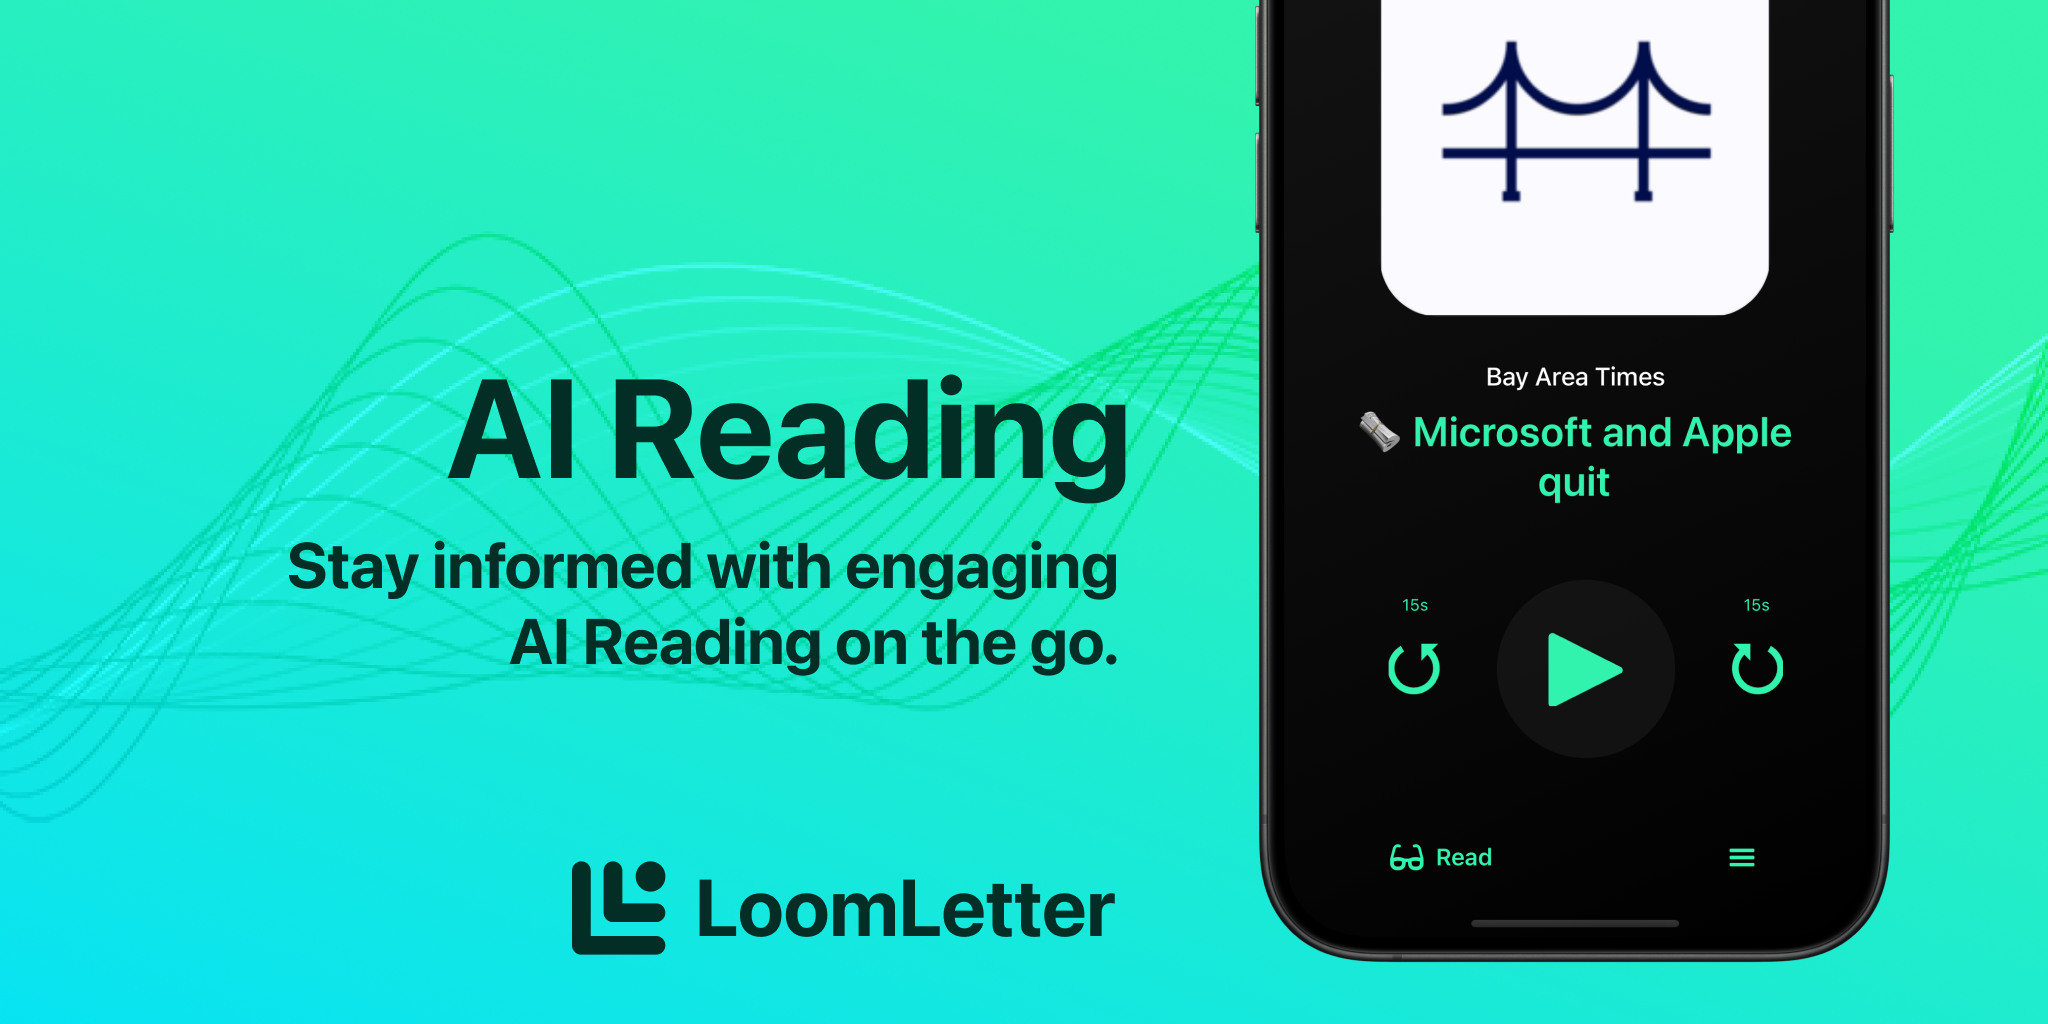 AI Reading
Stay informed with engaging
AI Reading on the go.
LoomLetter
Bay Area Times
🗞️ Microsoft and Apple
quit
15s
15s
Read